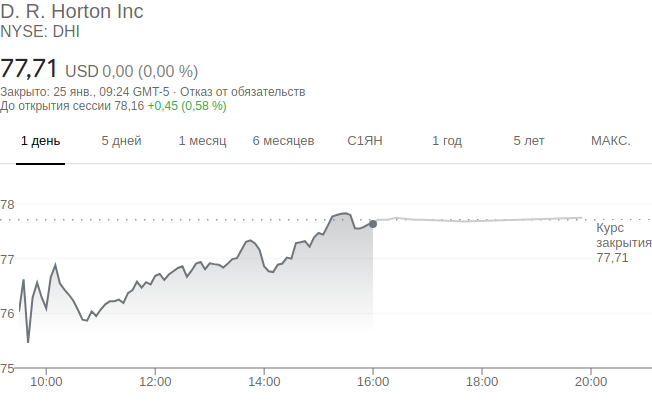 D. R. Horton Inc
NYSE: DHI
77,71 USD 0,00 (0,00 %)
Закрыто: 25 янв., 09:24 GMT-5 · Отказ от обязательств
До открытия сессии 78,16 +0,45 (0,58 %)
1 день 5 дней 1 месяц 6 месяцев С1ЯН 1 год 5 лет МАКС.
78
Курс
закрытия
77,71
77
76
75
10:00 12:00 14:00 16:00 18:00 20:00